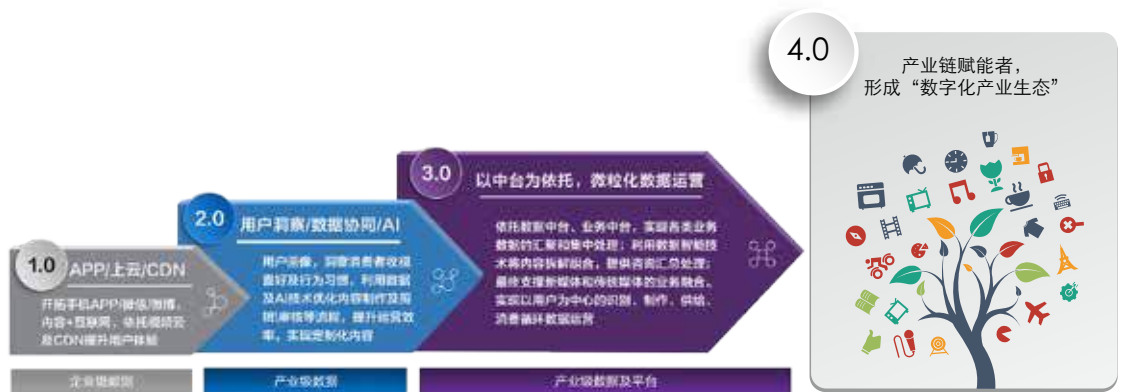 4.0
产业链赋能者，
形成“数字化产业生态”
3.0
以中台为依托，微粒化数据运营
依托数据中台、业务中台，实现各类业务
数据的汇聚和集中处理；利用数据智能技
术将内容拆解组合，提供咨询汇总处理；
最终支撑新媒体和传统媒体的业务融合。
实现以用户为中心的识别、制作、供给、
消费循环数据运营
2.0
用户洞察/数据协同/AI
用户画像，洞察消费者收视
喜好及行为习惯，利用数据
及AI技术优化内容制作及剪
辑审核等流程，提升运营效
率，实现定制化内容
1.0
APP/上云/CDN
开拓手机APP/微信/微博，
内容+互联网，依托视频云
及CDN提升用户体验
企业级数据
产业级数据
产业级数据及平台